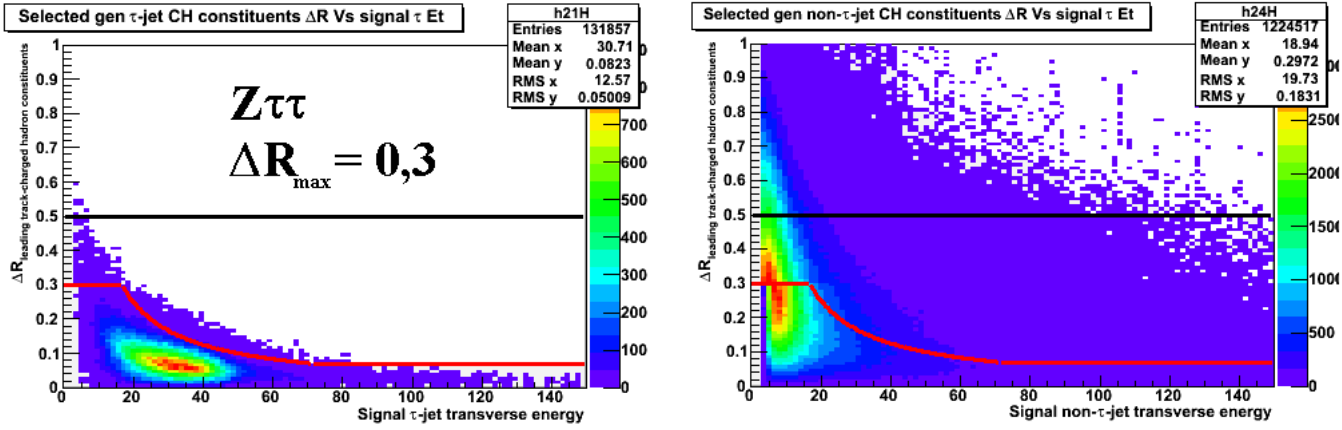 Selected gen τ-jet CH constituents ΔR Vs signal τ Et
h21H
Entries 131857
Mean x 30.71
Mean y 0.0823
RMS x 12.57
RMS y 0.05009
Zττ
ΔRmax = 0,3
ΔRleading track-charged hadron constituents
1
0.9
0.8
0.7
0.6
0.5
0.4
0.3
0.2
0.1
0
0 20 40 60 80 100 120 140
Signal τ-jet transverse energy
700
600
500
400
300
200
100
0
Selected gen non-τ-jet CH constituents ΔR Vs signal τ Et
h24H
Entries 1224517
Mean x 18.94
Mean y 0.2972
RMS x 19.73
RMS y 0.1831
ΔRleading track-charged hadron constituents
1
0.9
0.8
0.7
0.6
0.5
0.4
0.3
0.2
0.1
0
0 20 40 60 80 100 120 140
Signal non-τ-jet transverse energy
2500
500
0